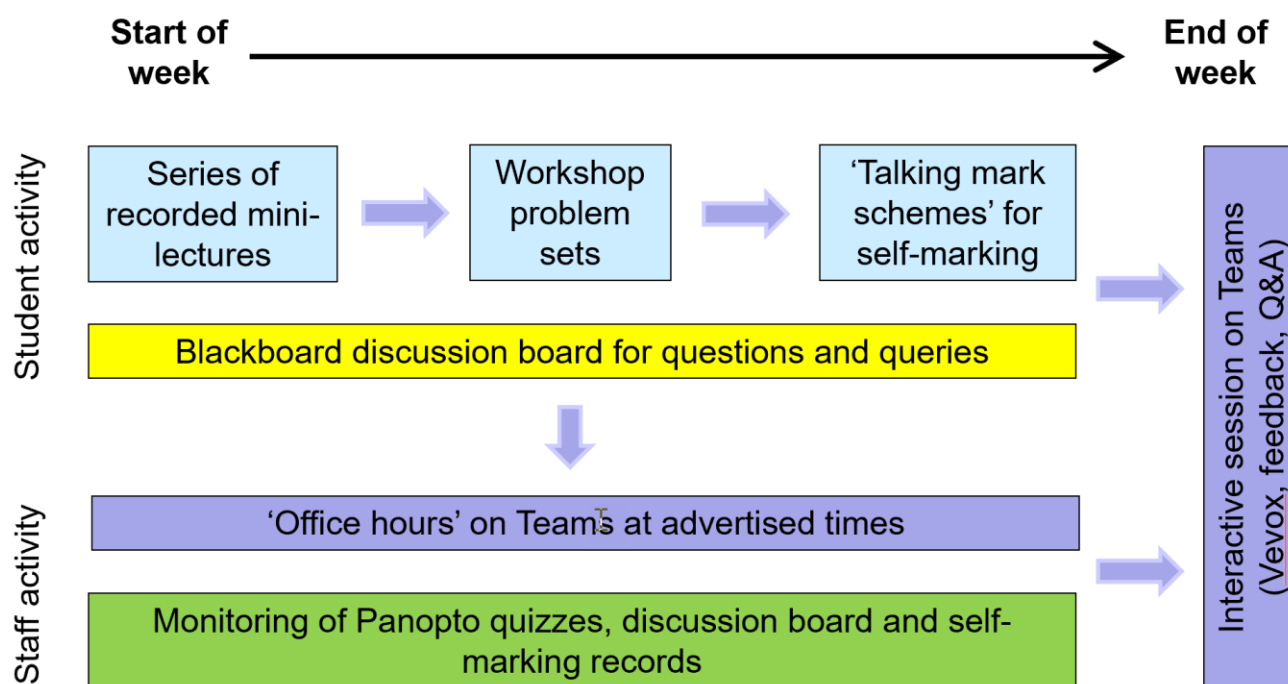 Start of
week
End of
week
Student activity
Series of
recorded mini-
lectures
Workshop
problem
sets
‘Talking mark
schemes’ for
self-marking
Blackboard discussion board for questions and queries
Staff activity
‘Office hours’ on Teams at advertised times
Monitoring of Panopto quizzes, discussion board and self-
marking records
Interactive session on Teams
(Vevox, feedback, Q&A)